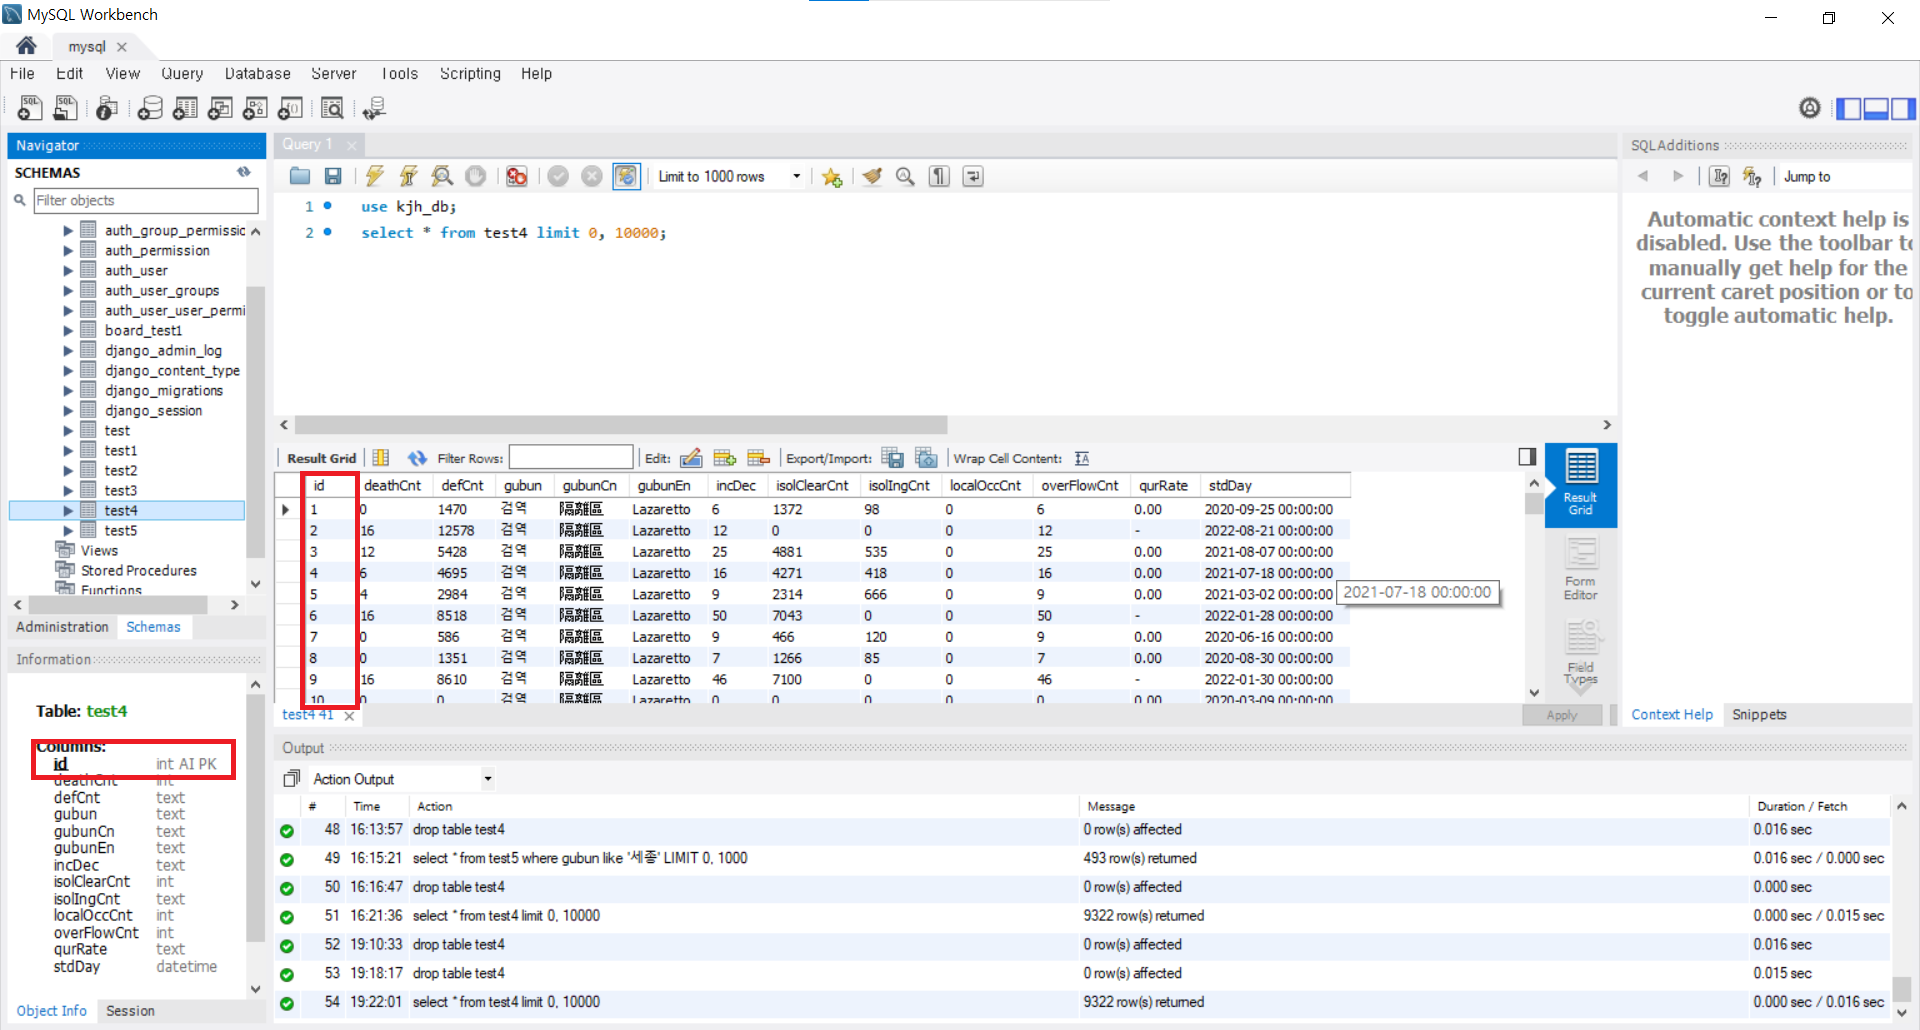 MySQL Workbench
mysql
File Edit View Query Database Server Tools Scripting Help
Navigator
SCHEMAS
Filter objects
auth_group_permissic
auth_permission
auth_user
auth_user_groups
auth_user_user_permi
board_test1
django_admin_log
django_content_type
django_migrations
django_session
test
test1
test2
test3
test4
test5
Views
Stored Procedures
Functions
Administration Schemas
Information
Table: test4
Columns:
id int AI PK
deathCnt int
defCnt text
gubun text
gubunCn text
gubunEn text
incDec text
isolClearCnt int
isolIngCnt text
localOccCnt int
overFlowCnt int
qurRate text
stdDay datetime
Object Info Session
Query 1
Limit to 1000 rows
1 use kjh_db;
2 select * from test4 limit 0, 10000;
Result Grid Filter Rows: Edit: Export/Import: Wrap Cell Content:
id deathCnt defCnt gubun gubunCn gubunEn incDec isolClearCnt isolIngCnt localOccCnt overFlowCnt qurRate stdDay
1 0 1470 검역 隔離區 Lazaretto 6 1372 98 0 6 0.00 2020-09-25 00:00:00
2 16 12578 검역 隔離區 Lazaretto 12 0 0 0 12 - 2022-08-21 00:00:00
3 12 5428 검역 隔離區 Lazaretto 25 4881 535 0 25 0.00 2021-08-07 00:00:00
4 6 4695 검역 隔離區 Lazaretto 16 4271 418 0 16 0.00 2021-07-18 00:00:00
5 4 2984 검역 隔離區 Lazaretto 9 2314 666 0 9 0.00 2021-03-02 00:00:00
2021-07-18 00:00:00
6 16 8518 검역 隔離區 Lazaretto 50 7043 0 0 50 - 2022-01-28 00:00:00
7 0 586 검역 隔離區 Lazaretto 9 466 120 0 9 0.00 2020-06-16 00:00:00
8 0 1351 검역 隔離區 Lazaretto 7 1266 85 0 7 0.00 2020-08-30 00:00:00
9 16 8610 검역 隔離區 Lazaretto 46 7100 0 0 46 - 2022-01-30 00:00:00
10 0 0 검역 隔離區 Lazaretto 0 0 0 0 0 0.00 2020-03-09 00:00:00
Result
Grid
Form
Editor
Field
Types
test4 41
Apply
Output
Action Output
# Time Action Message Duration / Fetch
48 16:13:57 drop table test4 0 row(s) affected 0.016 sec
49 16:15:21 select * from test5 where gubun like '세종' LIMIT 0, 1000 493 row(s) returned 0.016 sec / 0.000 sec
50 16:16:47 drop table test4 0 row(s) affected 0.000 sec
51 16:21:36 select * from test4 limit 0, 10000 9322 row(s) returned 0.000 sec / 0.015 sec
52 19:10:33 drop table test4 0 row(s) affected 0.016 sec
53 19:18:17 drop table test4 0 row(s) affected 0.015 sec
54 19:22:01 select * from test4 limit 0, 10000 9322 row(s) returned 0.000 sec / 0.016 sec
SQLAdditions
Jump to
Automatic context help is
disabled. Use the toolbar to
manually get help for the
current caret position or to
toggle automatic help.
Context Help Snippets